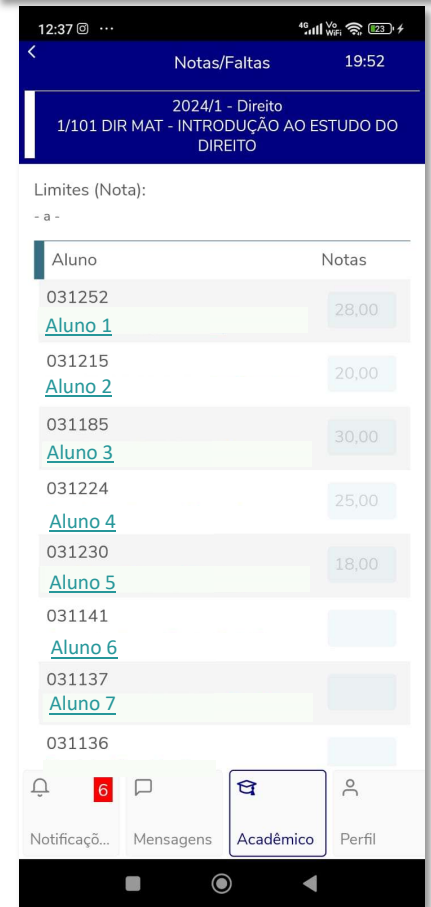 12:37
4G Vo WiFi 23
Notas/Faltas 19:52
2024/1 - Direito
1/101 DIR MAT - INTRODUÇÃO AO ESTUDO DO
DIREITO
Limites (Nota):
- a -
Aluno Notas
031252
28,00
Aluno 1
031215
20,00
Aluno 2
031185
30,00
Aluno 3
031224
25,00
Aluno 4
031230
18,00
Aluno 5
031141
Aluno 6
031137
Aluno 7
031136
6
Notificaçõ... Mensagens Acadêmico Perfil